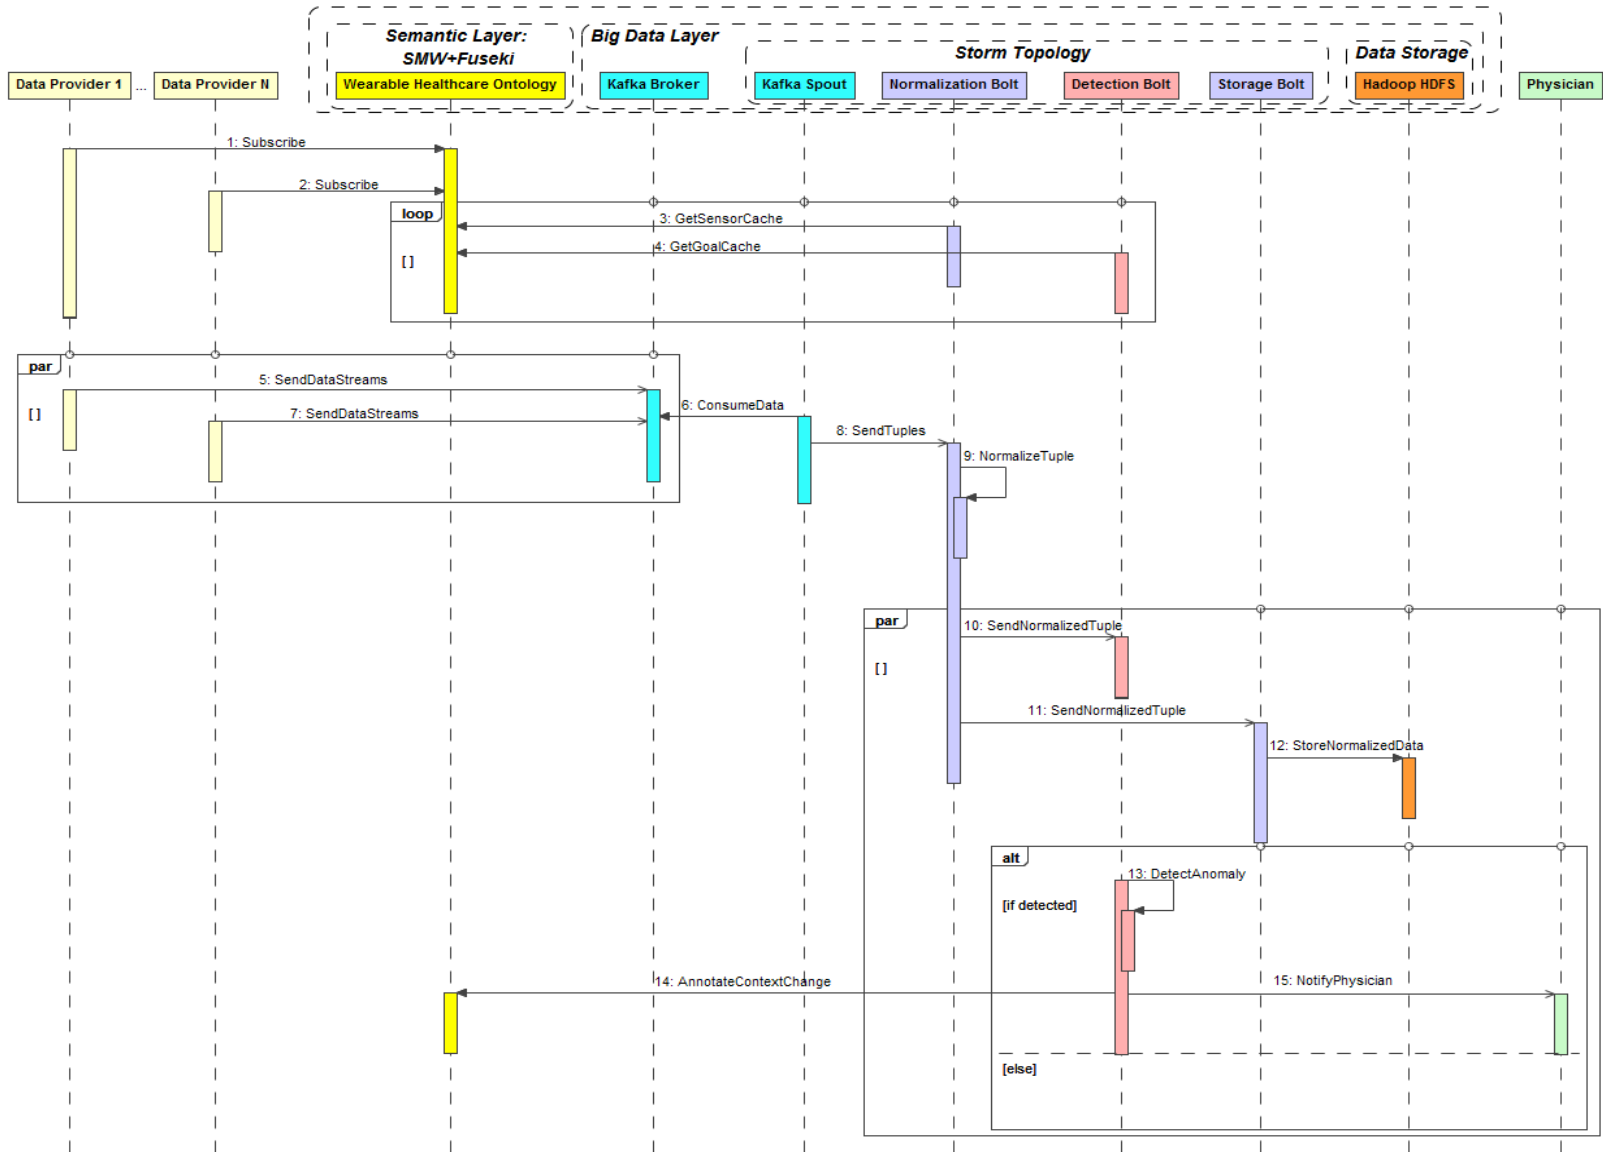 Semantic Layer:
SMW+Fuseki
Big Data Layer
Storm Topology
Data Storage
Data Provider 1
...
Data Provider N
Wearable Healthcare Ontology
Kafka Broker
Kafka Spout
Normalization Bolt
Detection Bolt
Storage Bolt
Hadoop HDFS
Physician
1: Subscribe
2: Subscribe
loop
3: GetSensorCache
4: GetGoalCache
[ ]
par
5: SendDataStreams
[ ]
7: SendDataStreams
6: ConsumeData
8: SendTuples
9: NormalizeTuple
par
10: SendNormalizedTuple
[ ]
11: SendNormalizedTuple
12: StoreNormalizedData
alt
13: DetectAnomaly
[if detected]
14: AnnotateContextChange
15: NotifyPhysician
[else]